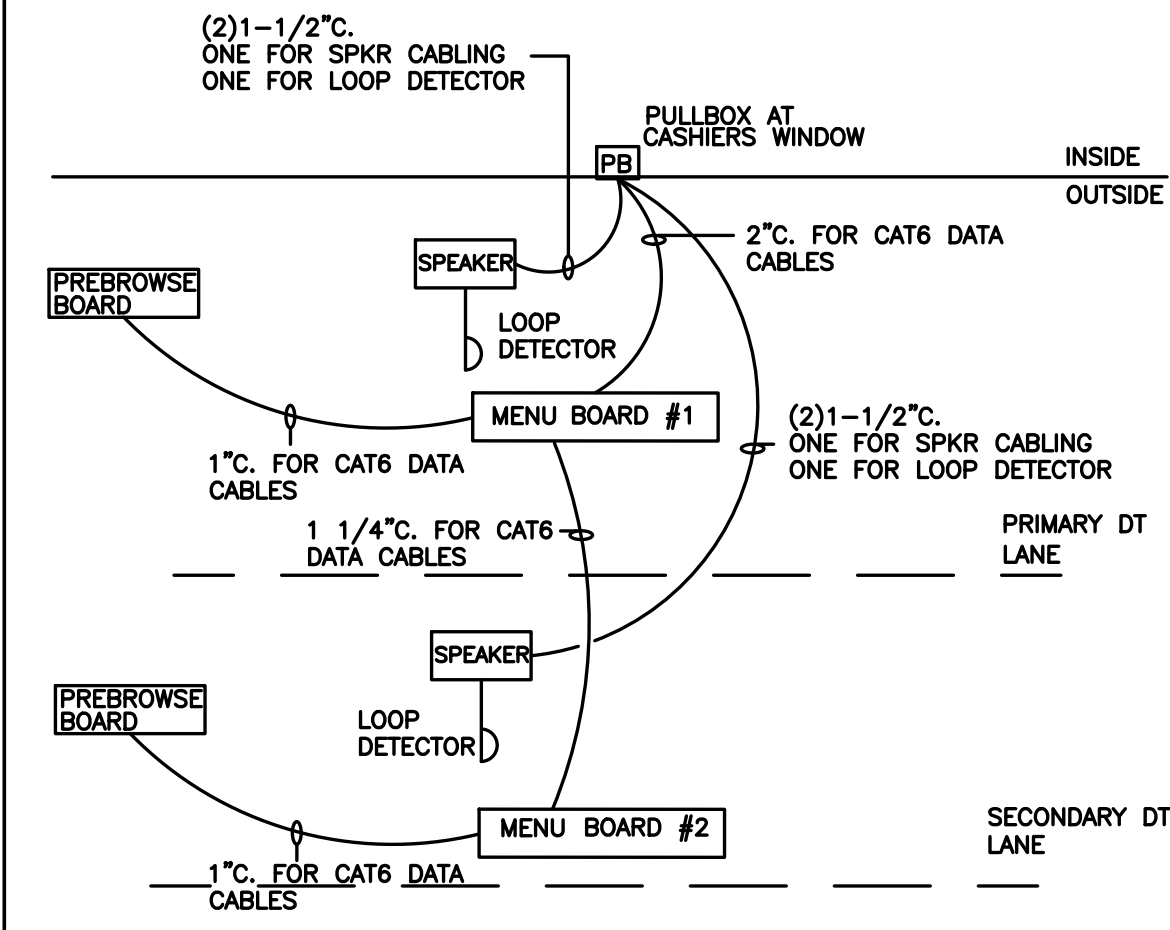 (2)1-1/2"C.
ONE FOR SPKR CABLING
ONE FOR LOOP DETECTOR
PULLBOX AT
CASHIERS WINDOW
PB
INSIDE
OUTSIDE
2"C. FOR CAT6 DATA
CABLES
SPEAKER
PREBROWSE
BOARD
LOOP
DETECTOR
MENU BOARD #1
(2)1-1/2"C.
ONE FOR SPKR CABLING
ONE FOR LOOP DETECTOR
1"C. FOR CAT6 DATA
CABLES
1 1/4"C. FOR CAT6
DATA CABLES
PRIMARY DT
LANE
SPEAKER
PREBROWSE
BOARD
LOOP
DETECTOR
MENU BOARD #2
SECONDARY DT
LANE
1"C. FOR CAT6 DATA
CABLES